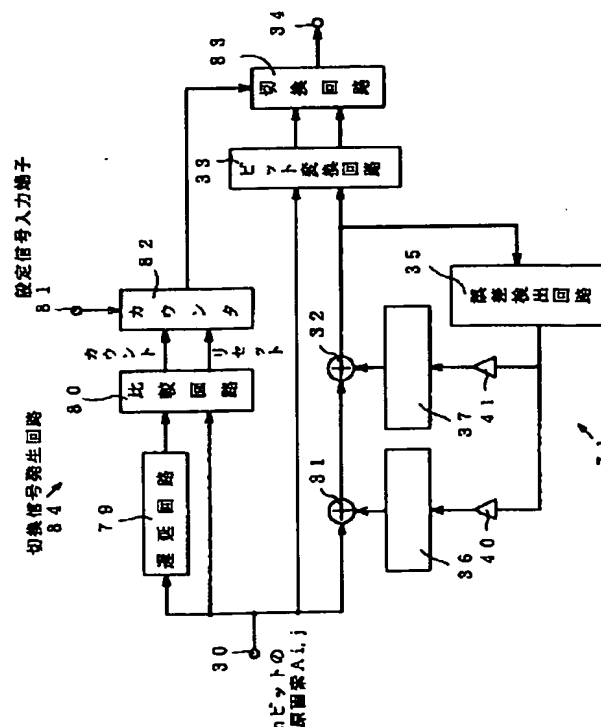 切換信号発生回路
84
設定信号入力端子
81
79
遅延回路
80
比較回路
カウント
リセット
82
カウンタ
33
ビット変換回路
83
切換回路
34
30
nビットの
原画素Ai,j
31
32
36
37
40
41
35
誤差検出回路